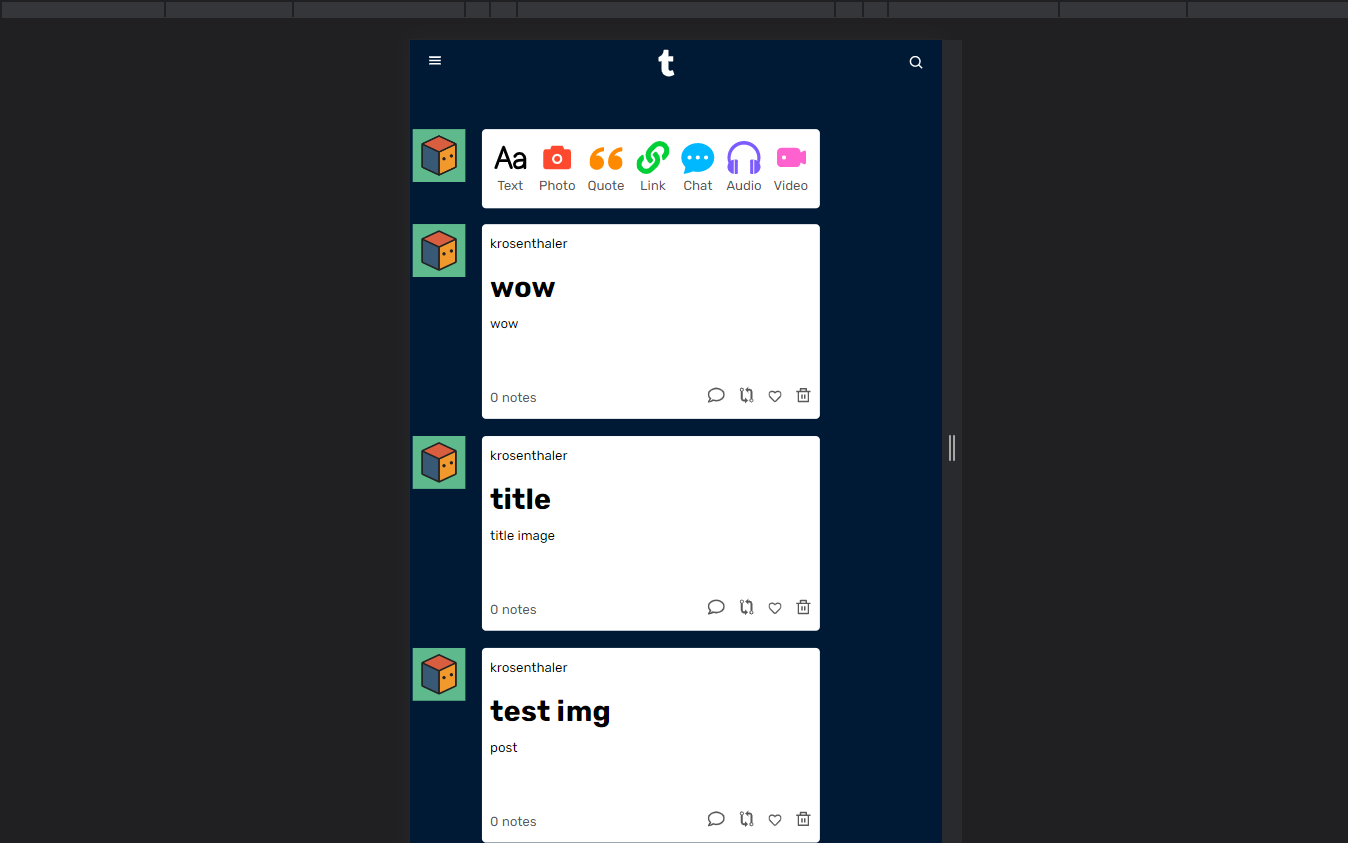 t
Aa
Text Photo Quote Link Chat Audio Video
krosenthaler
wow
wow
0 notes
krosenthaler
title
title image
0 notes
krosenthaler
test img
post
0 notes